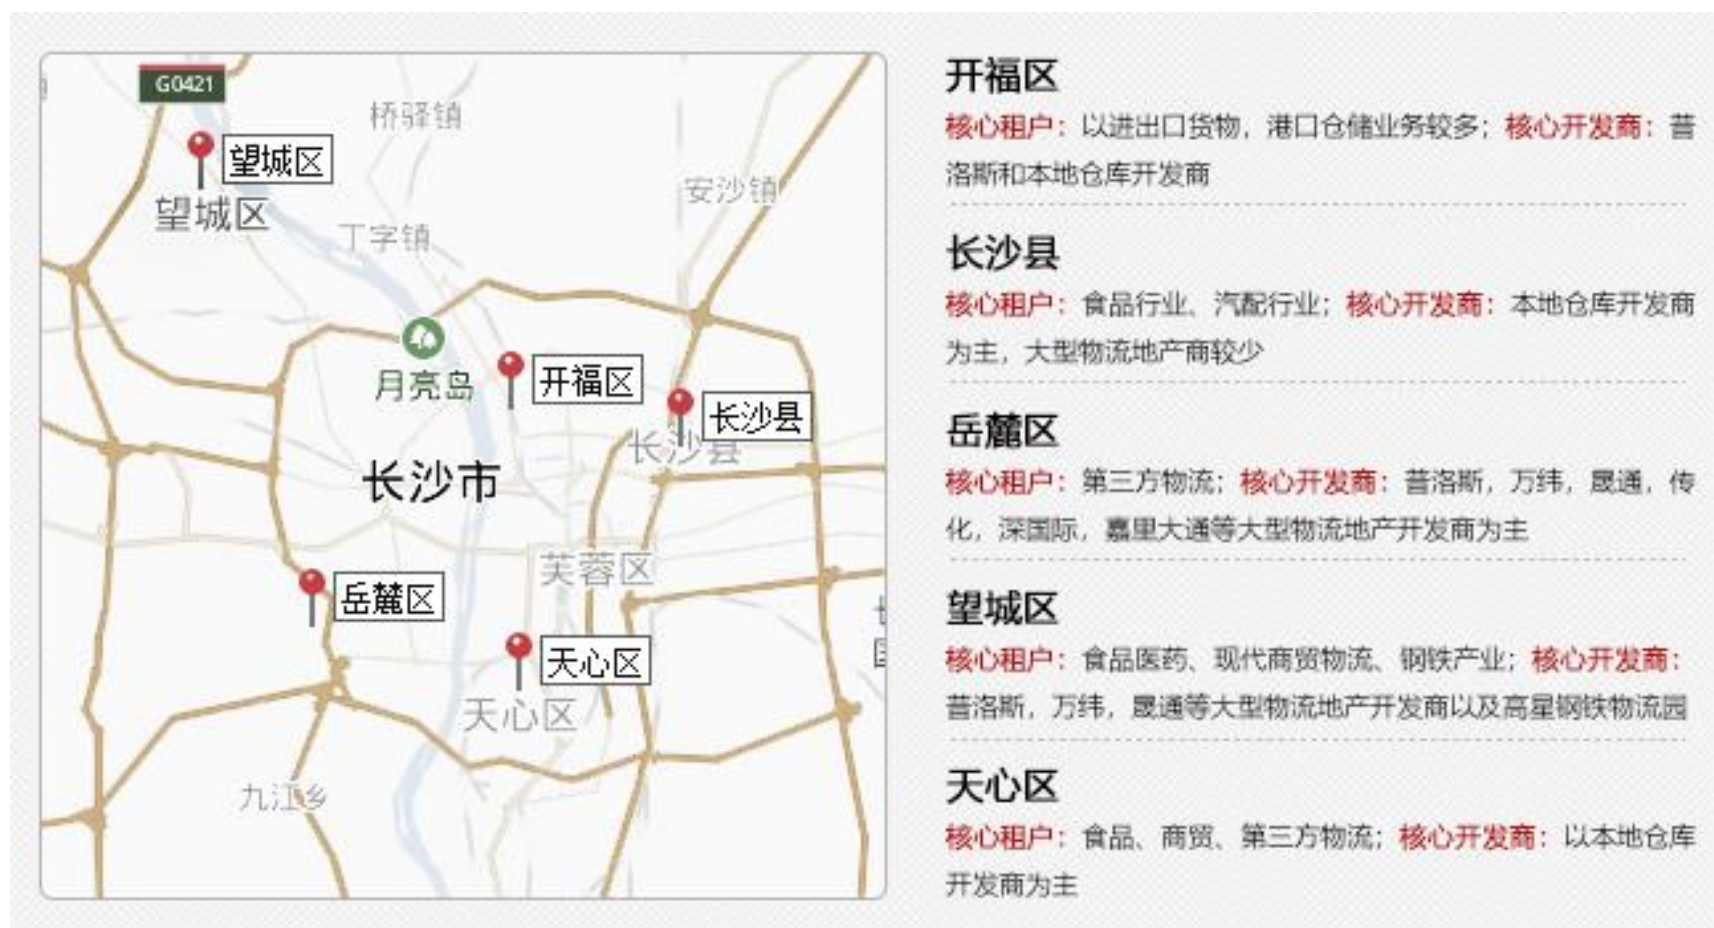 G0421
桥驿镇
望城区
望城区
安沙镇
丁字镇
月亮岛
开福区
长沙县
长沙县
长沙市
芙蓉区
岳麓区
天心区
天心区
九江乡
开福区
核心租户：以进出口货物，港口仓储业务较多；核心开发商：普
洛斯和本地仓库开发商
长沙县
核心租户：食品行业、汽配行业；核心开发商：本地仓库开发商
为主，大型物流地产商较少
岳麓区
核心租户：第三方物流；核心开发商：普洛斯，万纬，晟通，传
化，深国际，嘉里大通等大型物流地产开发商为主
望城区
核心租户：食品医药、现代商贸物流、钢铁产业；核心开发商：
普洛斯，万纬，晟通等大型物流地产开发商以及高星钢铁物流园
天心区
核心租户：食品、商贸、第三方物流；核心开发商：以本地仓库
开发商为主